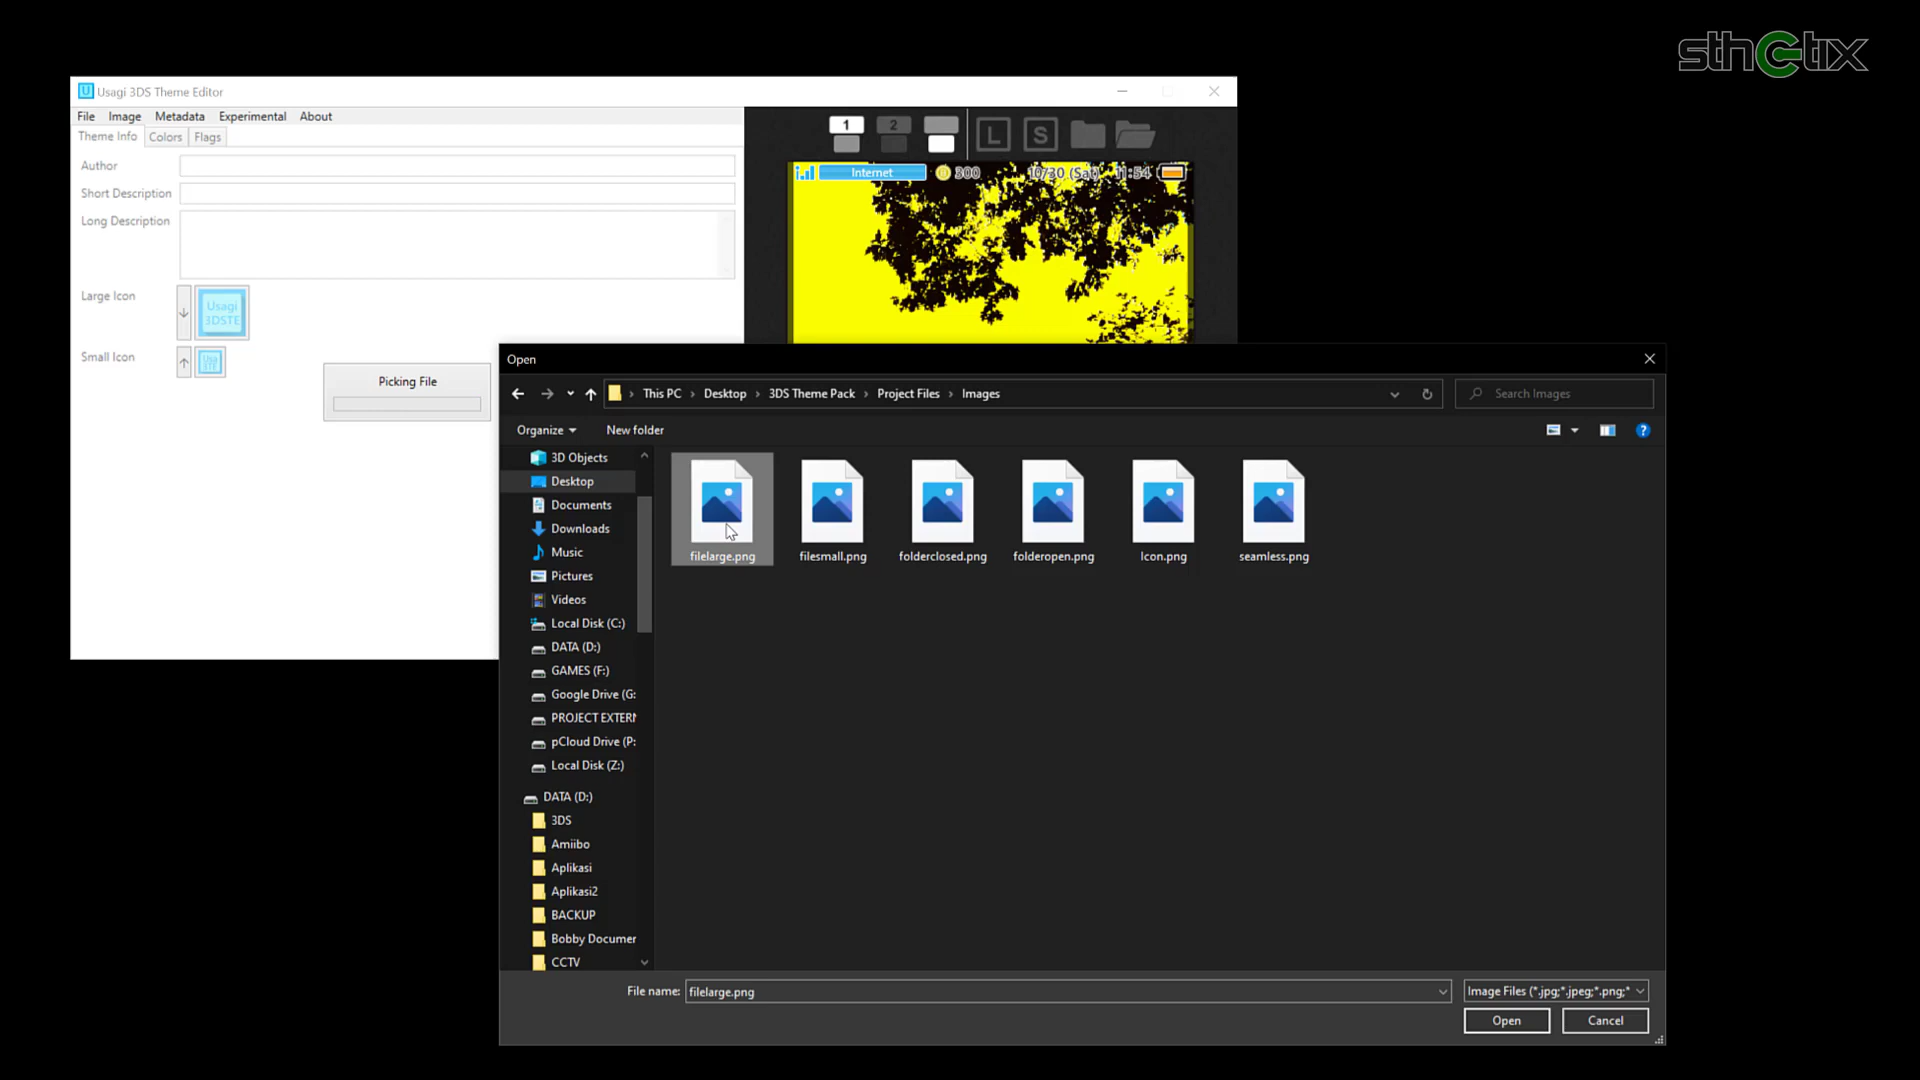 sthetix
Usagi 3DS Theme Editor
File Image Metadata Experimental About
Theme Info Colors Flags
Author
Short Description
Long Description
Large Icon
Usagi
3DSTE
Small Icon
Picking File
1 2 L S
Internet 300 10/30 (Sat) 11:54
Open
This PC Desktop 3DS Theme Pack Project Files Images
Search Images
Organize New folder
3D Objects
Desktop
Documents
Downloads
Music
Pictures
Videos
Local Disk (C:)
DATA (D:)
GAMES (F:)
Google Drive (G:
PROJECT EXTERN
pCloud Drive (P:
Local Disk (Z:)
DATA (D:)
3DS
Amiibo
Aplikasi
Aplikasi2
BACKUP
Bobby Documen
CCTV
filelarge.png filesmall.png folderclosed.png folderopen.png Icon.png seamless.png
File name: filelarge.png
Image Files (*.jpg;*.jpeg;*.png;*
Open Cancel